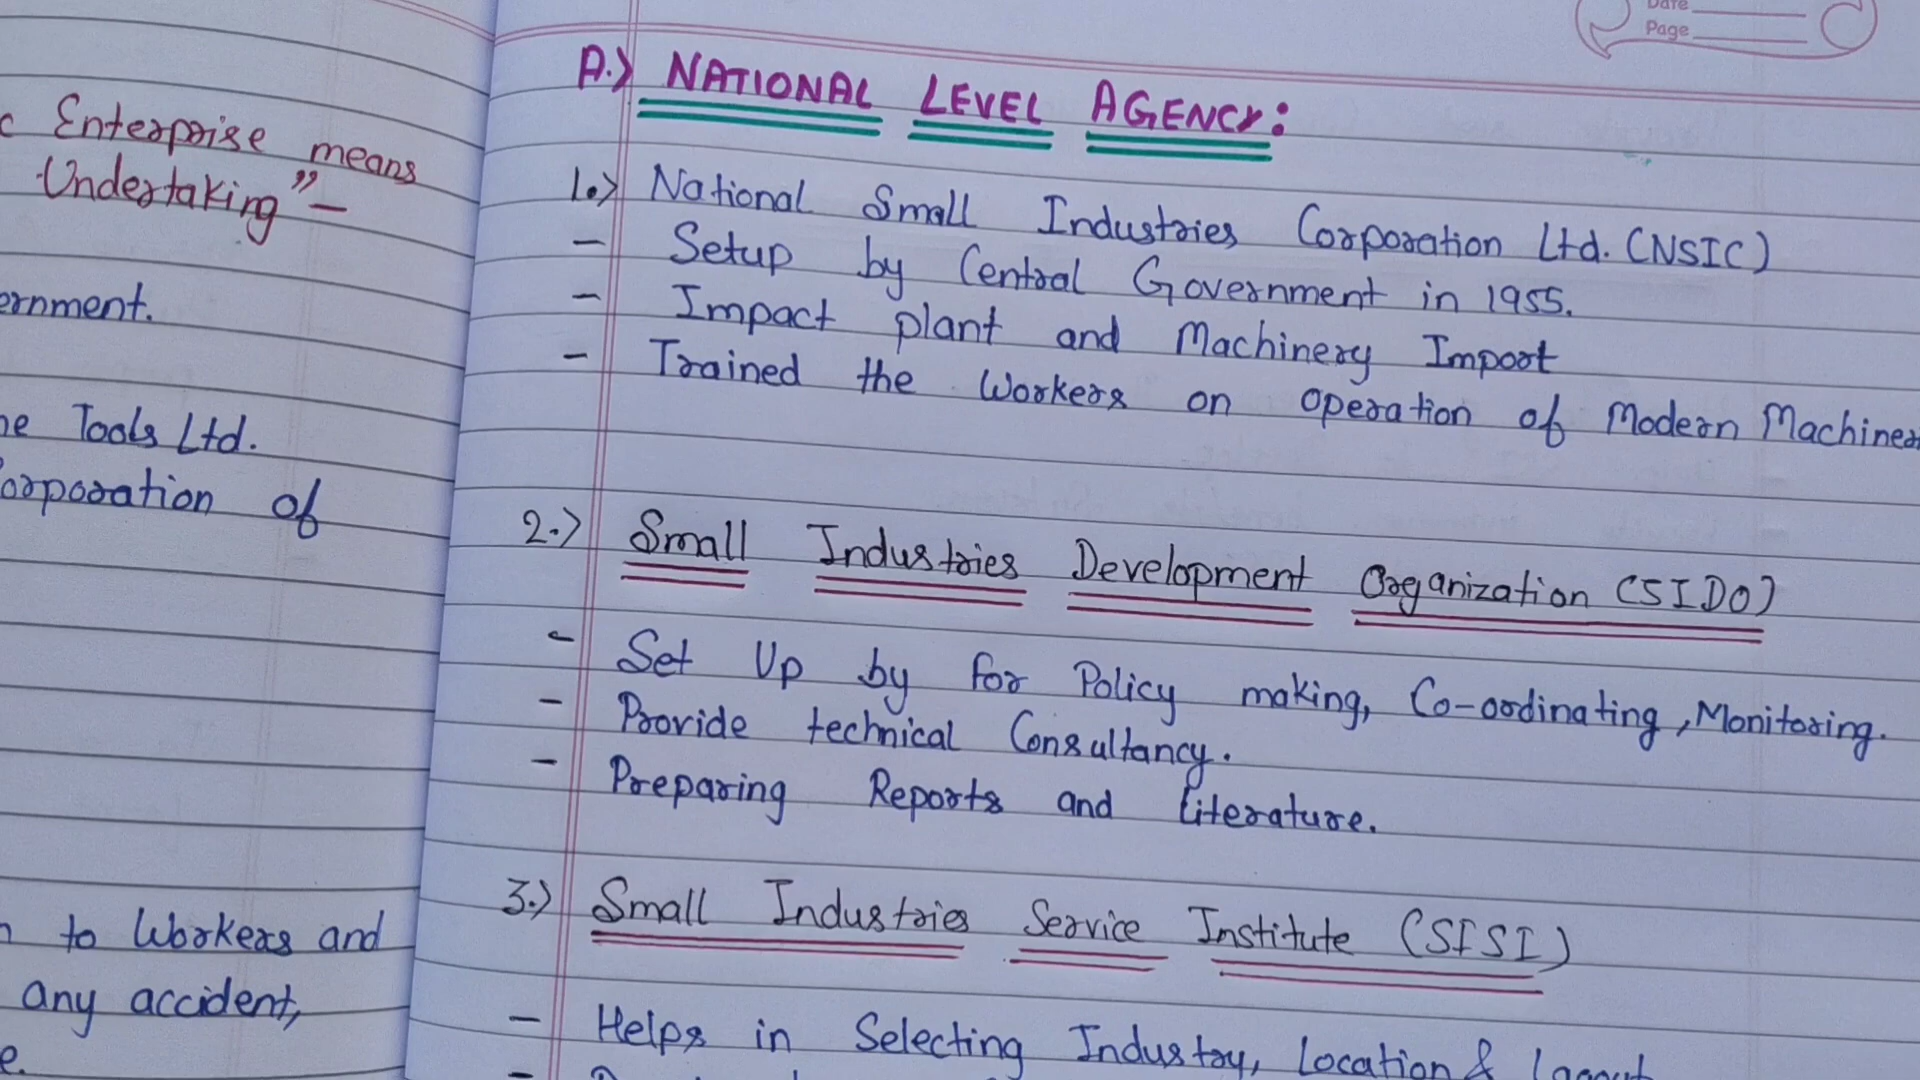 c Enterprise means
Undertaking" -
ernment.
ne Tools Ltd.
orporation of
to Workers and
any accident,
e.
Date
Page
A.) NATIONAL LEVEL AGENCY:
1.) National Small Industries Corporation Ltd. (NSIC)
- Setup by Central Government in 1955.
- Impact plant and Machinery Import
- Trained the Workers on Operation of Modern Machiner
2.) Small Industries Development Organization (SIDO)
- Set Up by for Policy making, Co-ordinating, Monitoring.
- Provide technical Consultancy.
- Preparing Reports and Literature.
3.) Small Industries Service Institute (SISI)
- Helps in Selecting Industry, Location & Layout
-